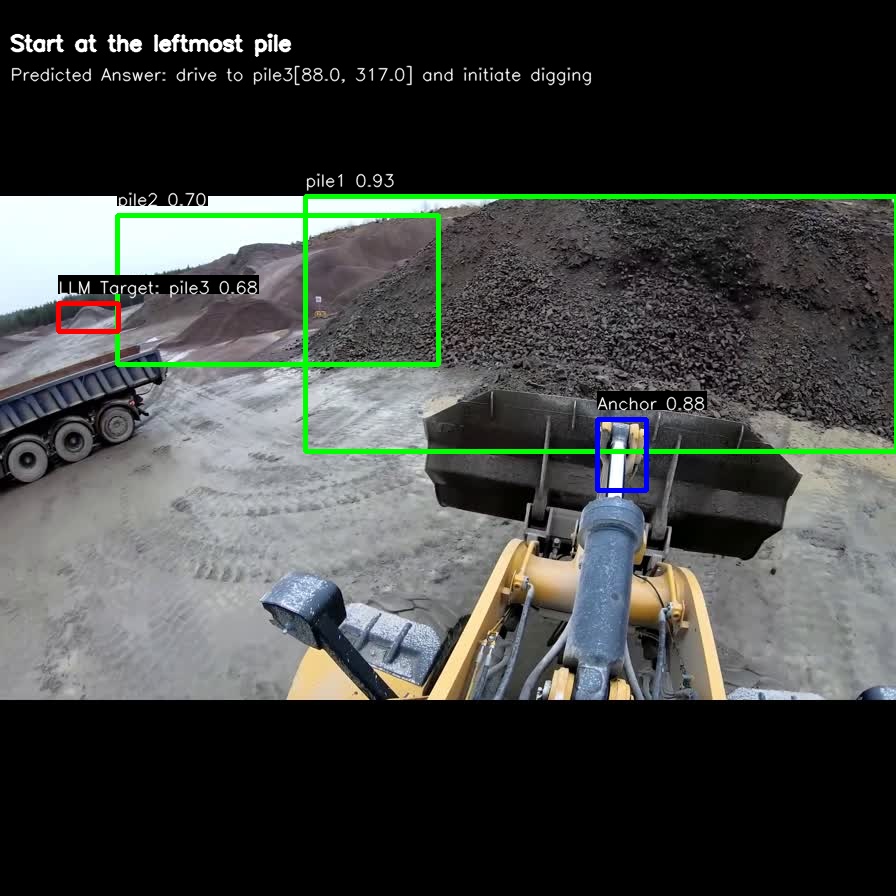 Start at the leftmost pile
Predicted Answer: drive to pile3[88.0, 317.0] and initiate digging
pile1 0.93
pile2 0.70
LLM Target: pile3 0.68
Anchor 0.88